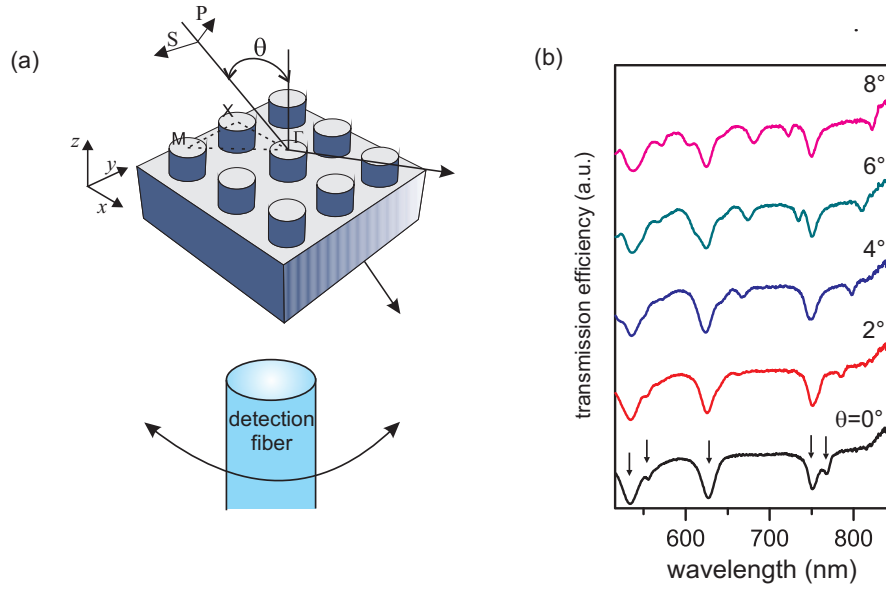 (a)
P
S
θ
X
M
Γ
z
y
x
detection
fiber
(b)
8°
6°
4°
2°
θ=0°
transmission efficiency (a.u.)
600
700
800
wavelength (nm)